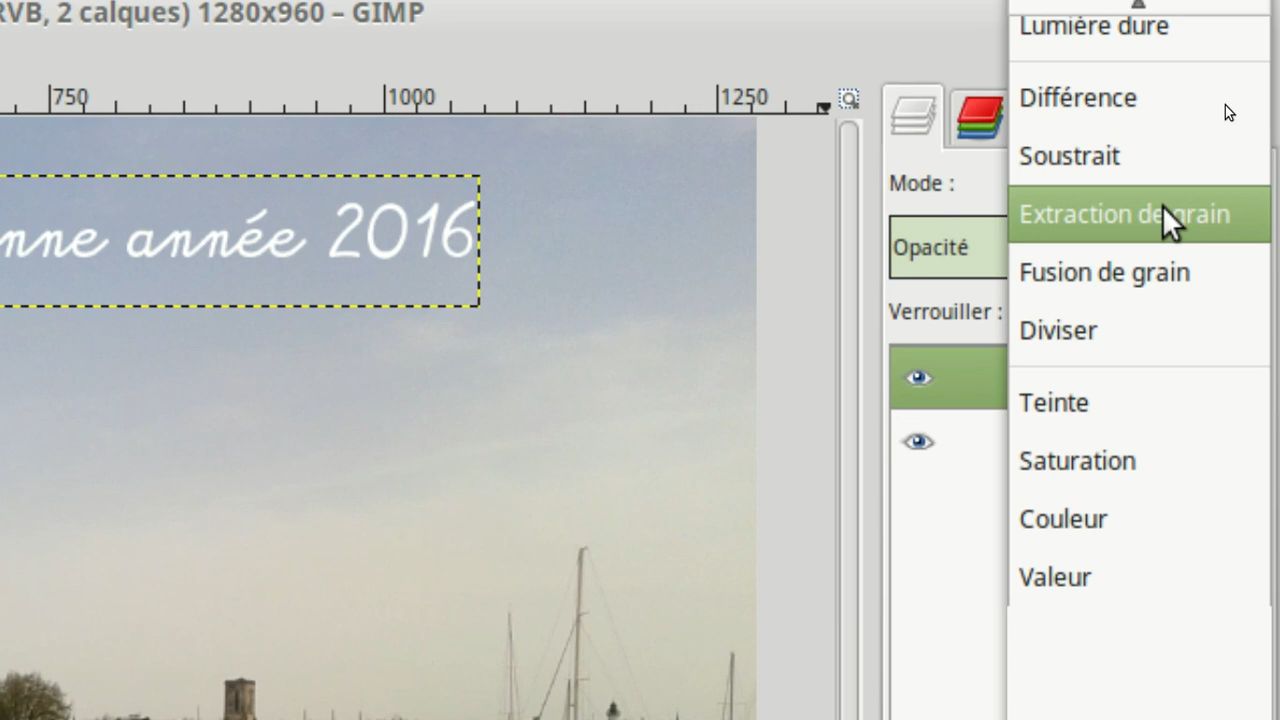 RVB, 2 calques) 1280x960 – GIMP
750
1000
1250
nne année 2016
Mode :
Opacité
Verrouiller :
Lumière dure
Différence
Soustrait
Extraction de grain
Fusion de grain
Diviser
Teinte
Saturation
Couleur
Valeur